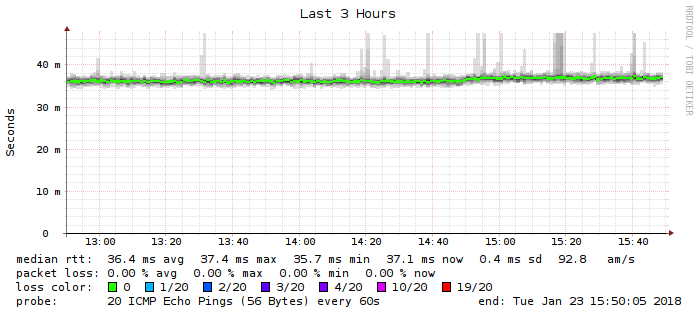 Last 3 Hours
RRDTOOL / TOBI OETIKER
Seconds
40 m
30 m
20 m
10 m
0
13:00 13:20 13:40 14:00 14:20 14:40 15:00 15:20 15:40
median rtt: 36.4 ms avg 37.4 ms max 35.7 ms min 37.1 ms now 0.4 ms sd 92.8 am/s
packet loss: 0.00 % avg 0.00 % max 0.00 % min 0.00 % now
loss color: 0 1/20 2/20 3/20 4/20 10/20 19/20
probe: 20 ICMP Echo Pings (56 Bytes) every 60s end: Tue Jan 23 15:50:05 2018